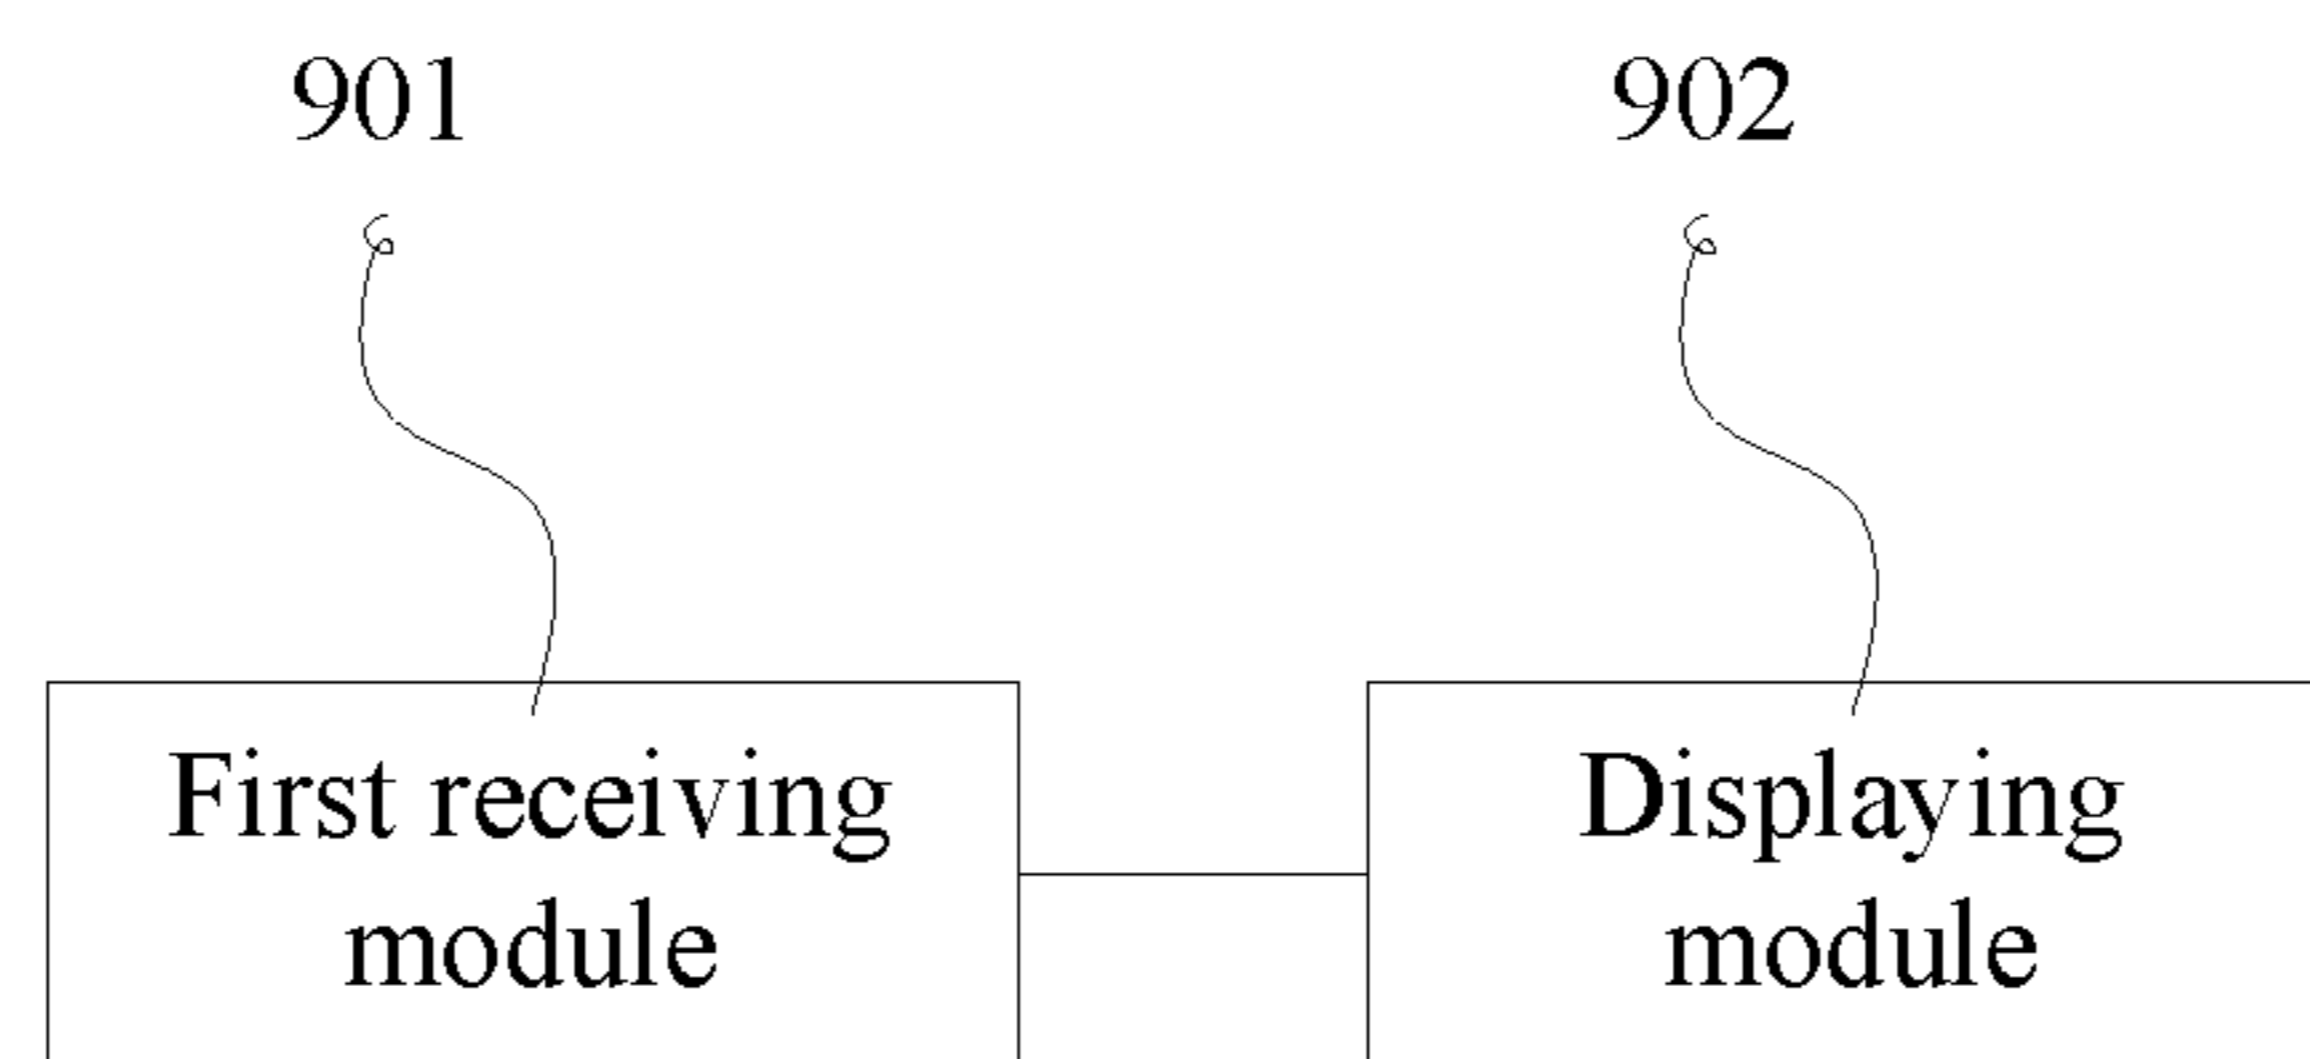 901
902
First receiving
module
Displaying
module